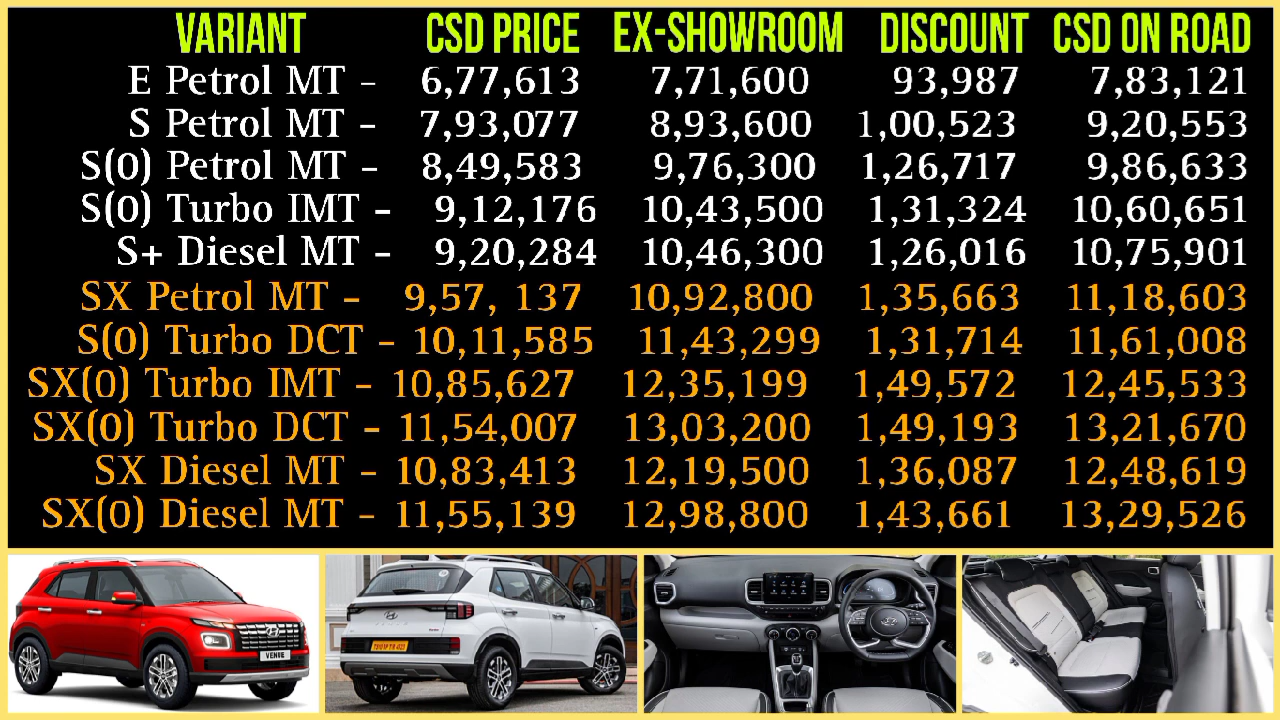 VARIANT CSD PRICE EX-SHOWROOM DISCOUNT CSD ON ROAD
E Petrol MT - 6,77,613 7,71,600 93,987 7,83,121
S Petrol MT - 7,93,077 8,93,600 1,00,523 9,20,553
S(O) Petrol MT - 8,49,583 9,76,300 1,26,717 9,86,633
S(O) Turbo IMT - 9,12,176 10,43,500 1,31,324 10,60,651
S+ Diesel MT - 9,20,284 10,46,300 1,26,016 10,75,901
SX Petrol MT - 9,57, 137 10,92,800 1,35,663 11,18,603
S(O) Turbo DCT - 10,11,585 11,43,299 1,31,714 11,61,008
SX(O) Turbo IMT - 10,85,627 12,35,199 1,49,572 12,45,533
SX(O) Turbo DCT - 11,54,007 13,03,200 1,49,193 13,21,670
SX Diesel MT - 10,83,413 12,19,500 1,36,087 12,48,619
SX(O) Diesel MT - 11,55,139 12,98,800 1,43,661 13,29,526
VENUE